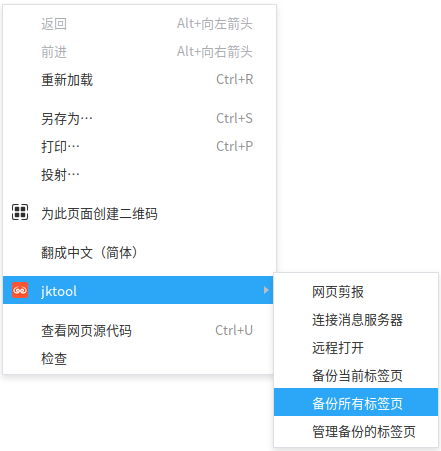 返回 Alt+向左箭头
前进 Alt+向右箭头
重新加载 Ctrl+R
另存为… Ctrl+S
打印… Ctrl+P
投射…
为此页面创建二维码
翻成中文（简体）
jktool
查看网页源代码 Ctrl+U
检查
网页剪报
连接消息服务器
远程打开
备份当前标签页
备份所有标签页
管理备份的标签页